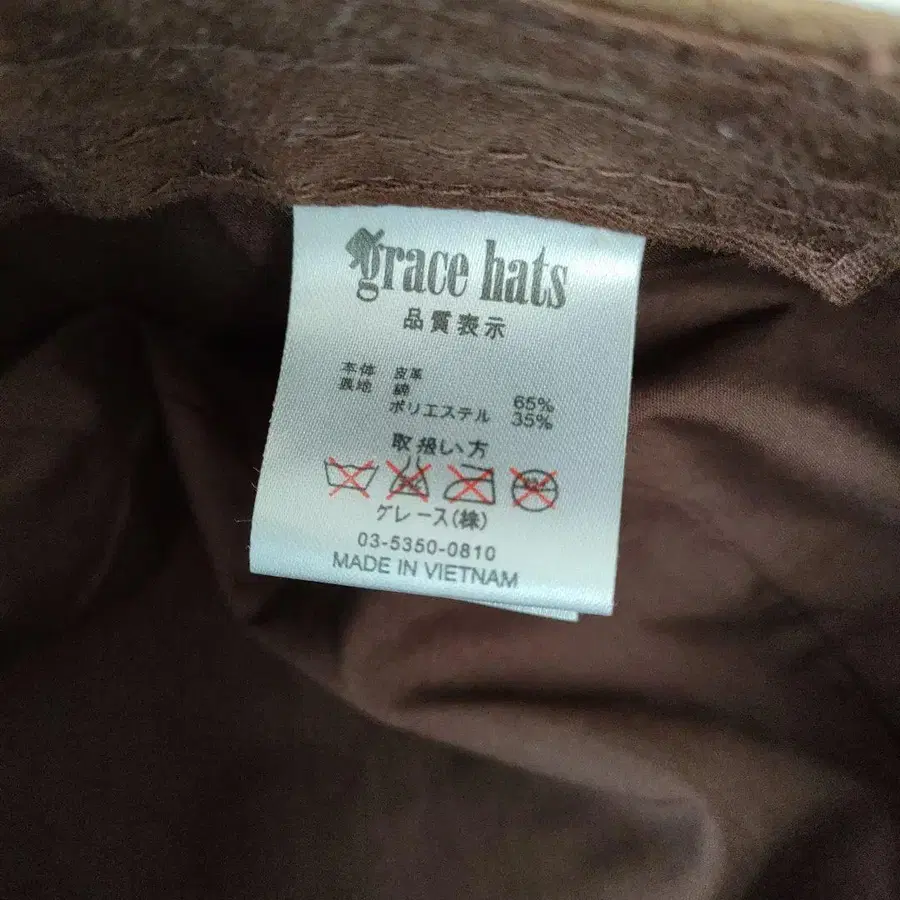 grace hats
品質表示
本体 皮革
裏地 綿 65%
ポリエステル 35%
取扱い方
グレース(株)
03-5350-0810
MADE IN VIETNAM